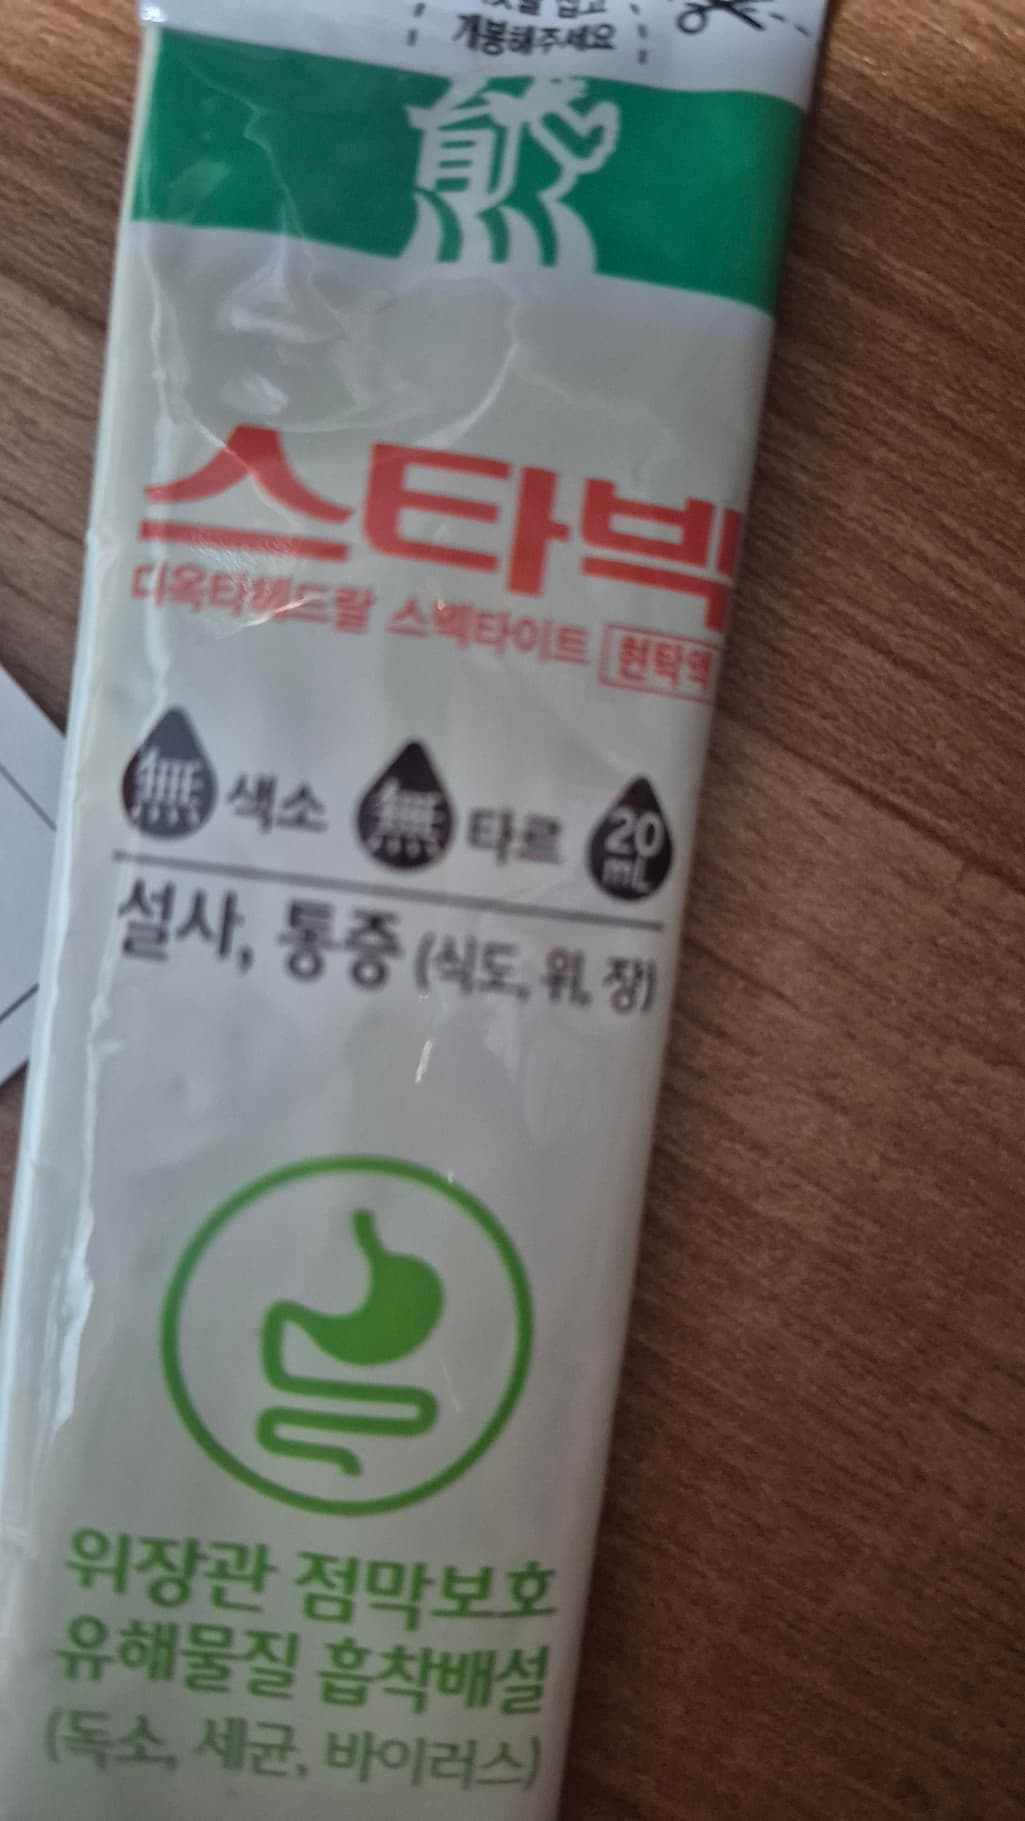 개봉해주세요
熊
스타빅
디옥타헤드랄 스멕타이트 현탁액
無 색소 無 타르 20 mL
설사, 통증 (식도, 위, 장)
위장관 점막보호
유해물질 흡착배설
(독소, 세균, 바이러스)